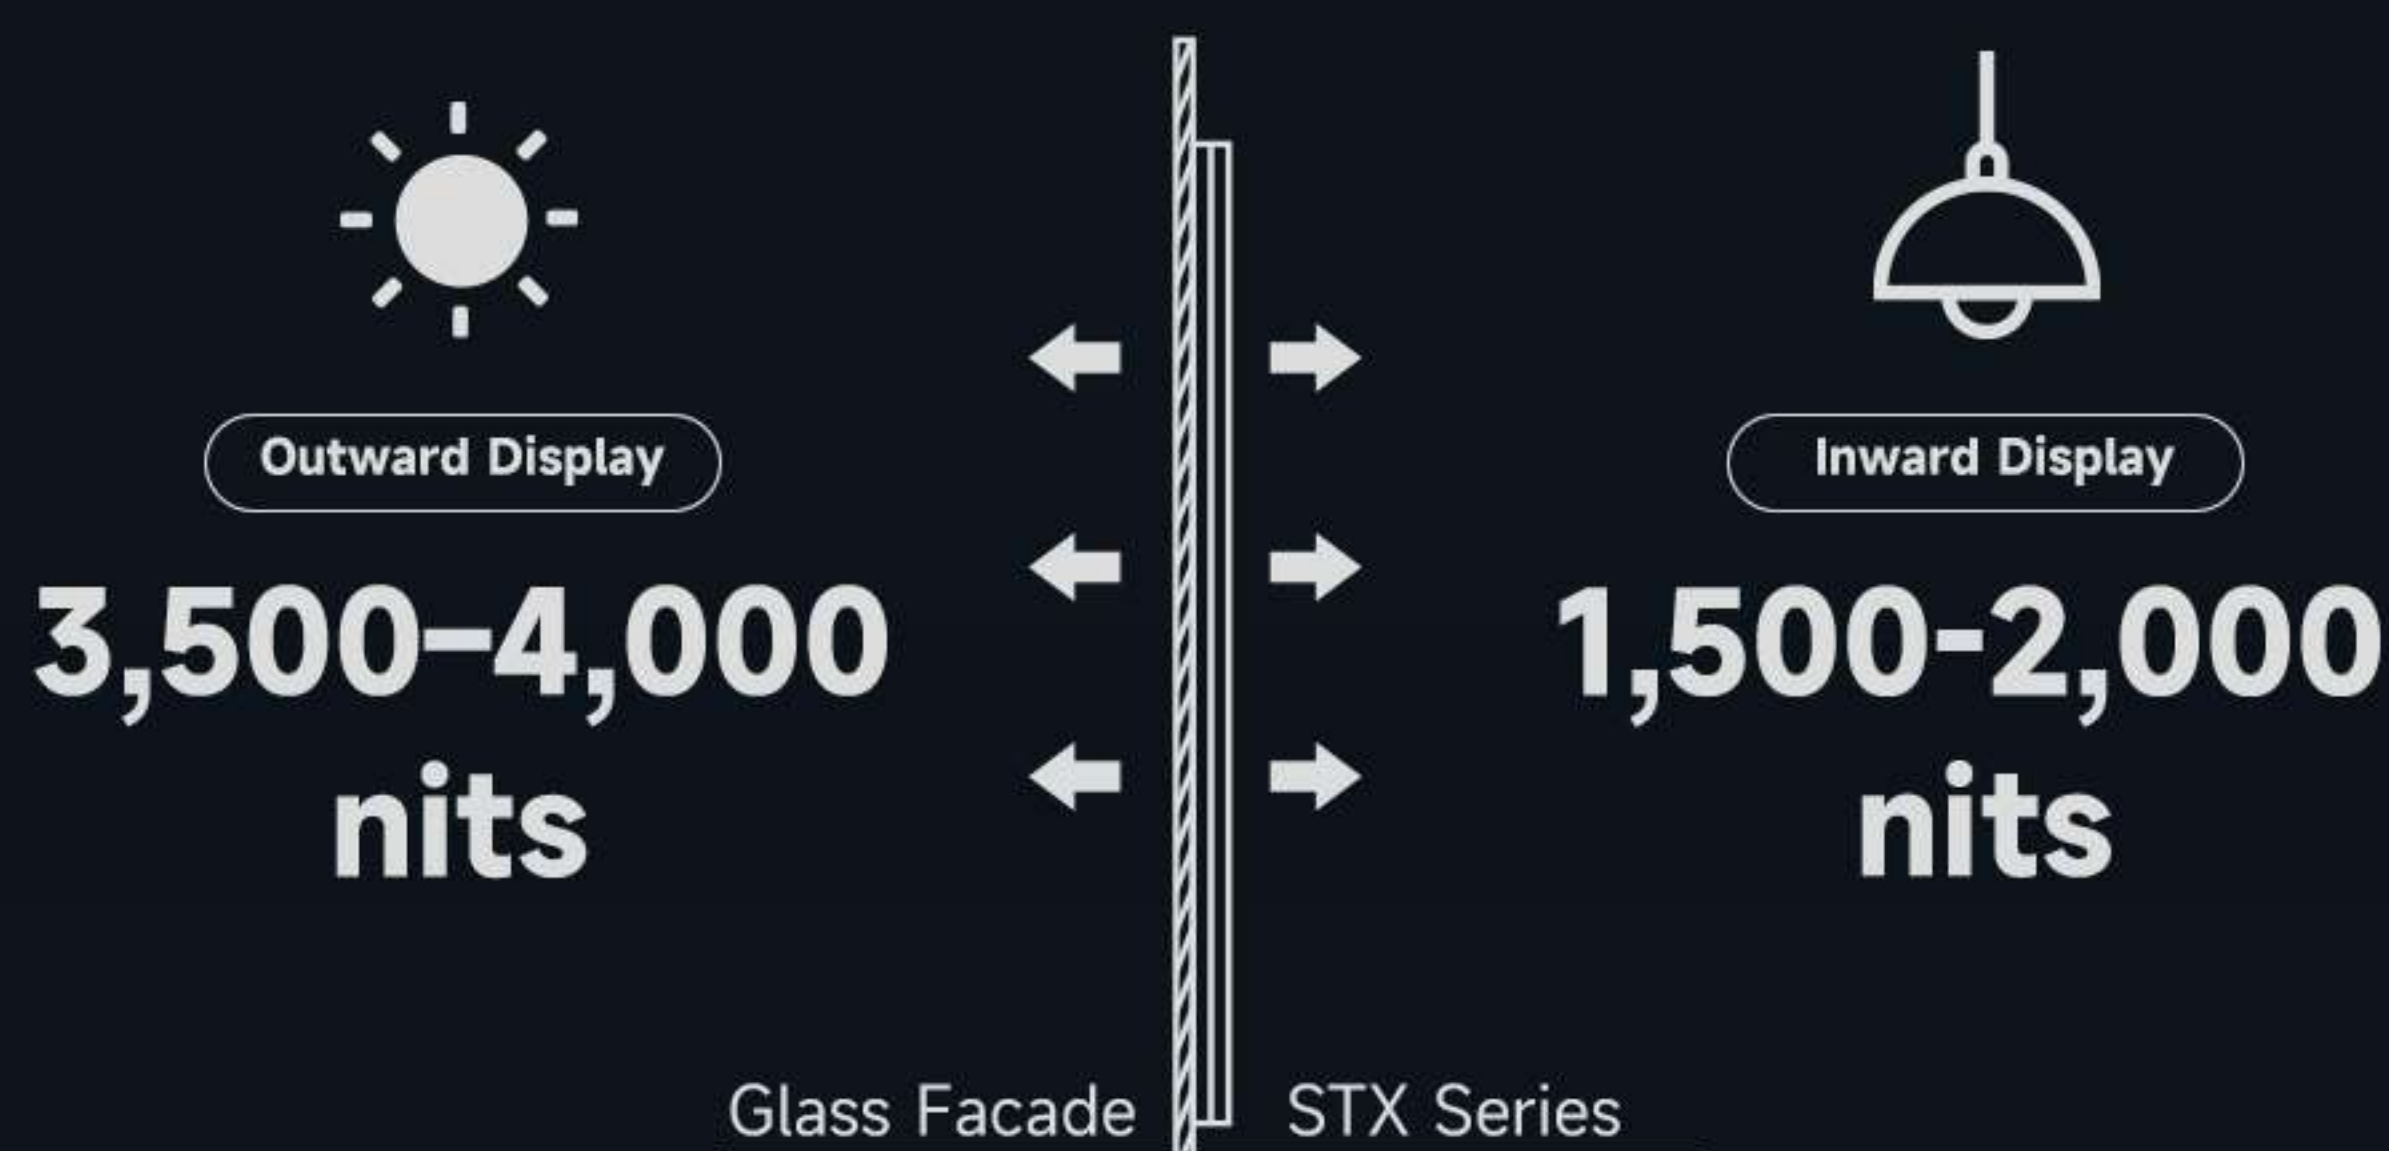 Outward Display
3,500–4,000
nits
Inward Display
1,500-2,000
nits
Glass Facade
STX Series